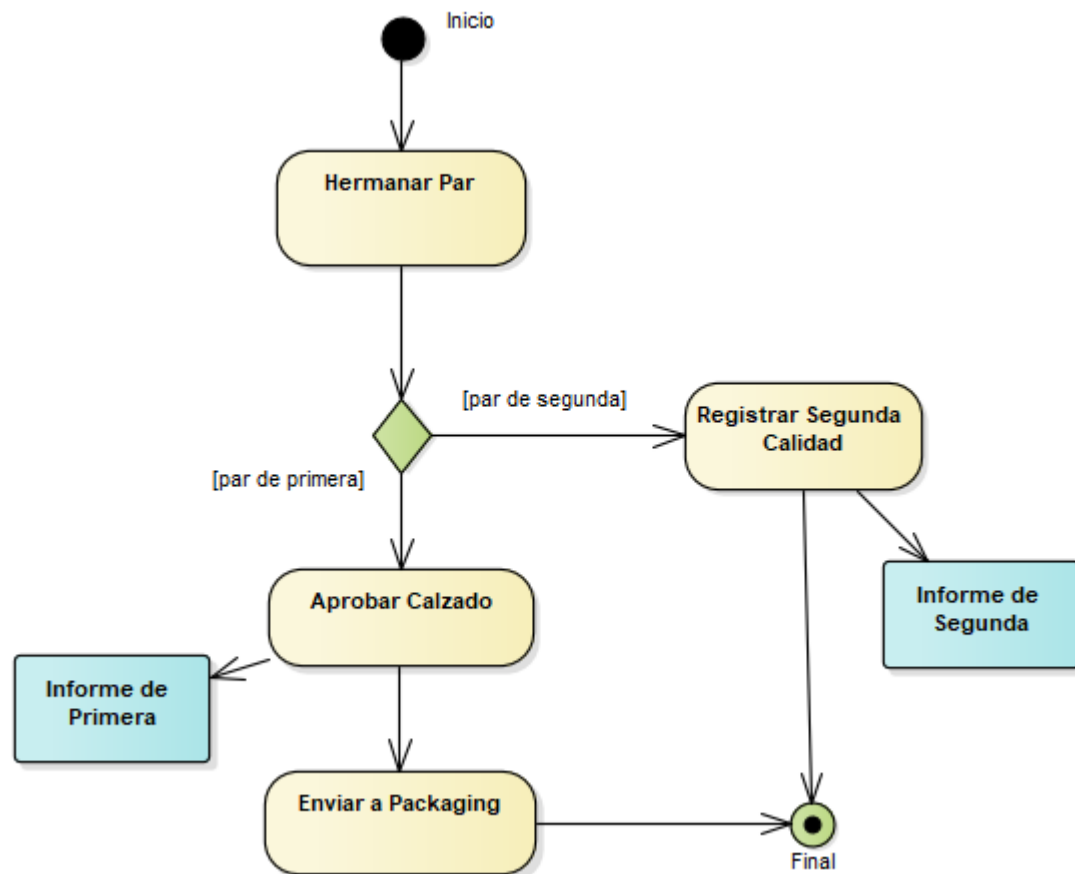 Inicio
Hermanar Par
[par de segunda]
Registrar Segunda
Calidad
[par de primera]
Aprobar Calzado
Informe de
Segunda
Informe de
Primera
Enviar a Packaging
Final